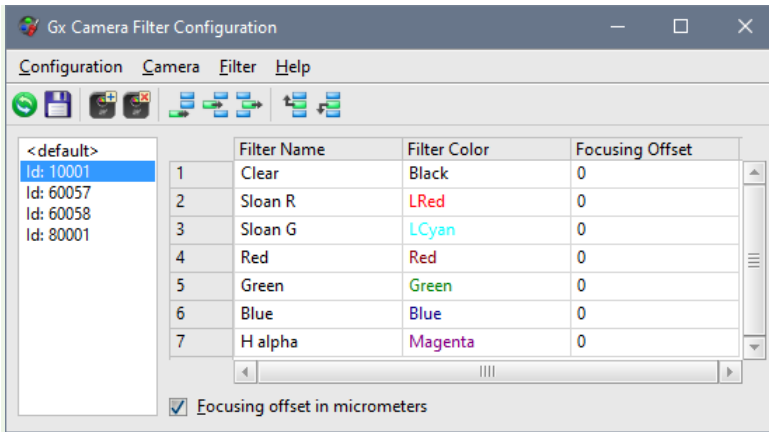 Gx Camera Filter Configuration
Configuration Camera Filter Help
<default>
Id: 10001
Id: 60057
Id: 60058
Id: 80001
Filter Name Filter Color Focusing Offset
1 Clear Black 0
2 Sloan R LRed 0
3 Sloan G LCyan 0
4 Red Red 0
5 Green Green 0
6 Blue Blue 0
7 H alpha Magenta 0
Focusing offset in micrometers